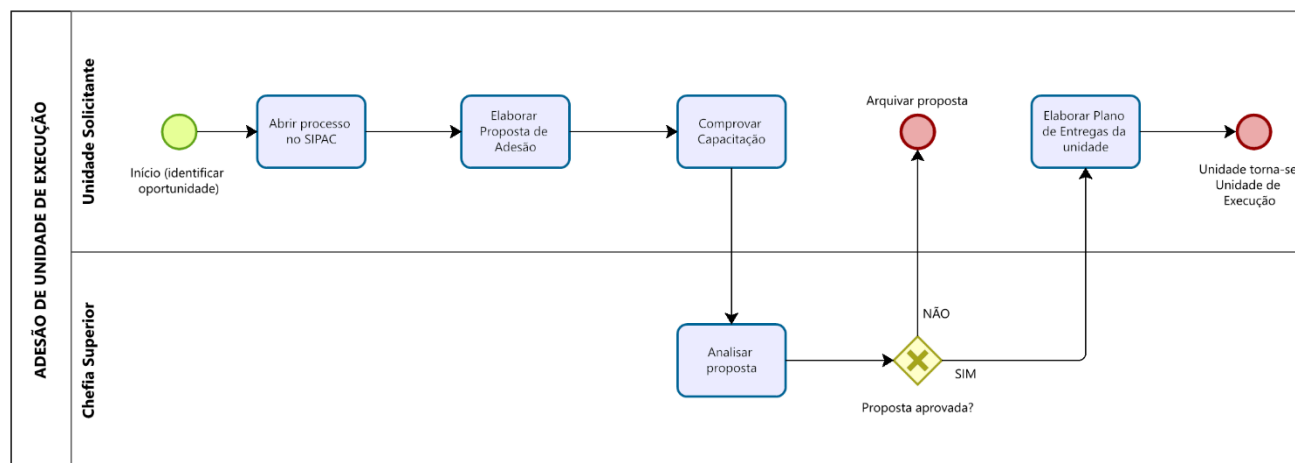 ADESÃO DE UNIDADE DE EXECUÇÃO
Unidade Solicitante
Início (identificar
oportunidade)
Abrir processo
no SIPAC
Elaborar
Proposta de
Adesão
Comprovar
Capacitação
Arquivar proposta
Elaborar Plano
de Entregas da
unidade
Unidade torna-se
Unidade de
Execução
Chefia Superior
Analisar
proposta
NÃO
SIM
Proposta aprovada?